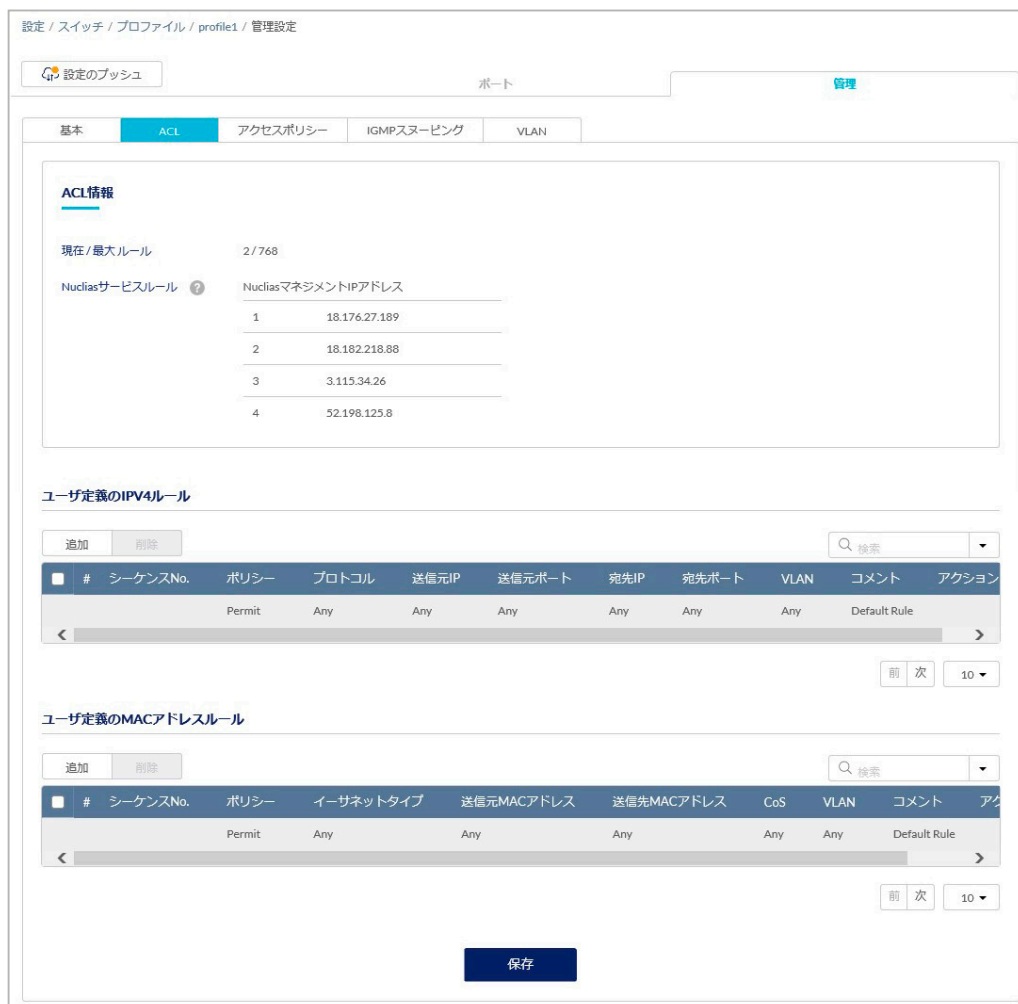 設定 / スイッチ / プロファイル / profile1 / 管理設定
設定のプッシュ
ポート 管理
基本 ACL アクセスポリシー IGMPスヌーピング VLAN
ACL情報
現在/最大ルール 2/768
Nucliasサービスルール ? NucliasマネジメントIPアドレス
1 18.176.27.189
2 18.182.218.88
3 3.115.34.26
4 52.198.125.8
ユーザ定義のIPV4ルール
追加 削除 検索
# シーケンスNo. ポリシー プロトコル 送信元IP 送信元ポート 宛先IP 宛先ポート VLAN コメント アクション
Permit Any Any Any Any Any Any Default Rule
前 次 10
ユーザ定義のMACアドレスルール
追加 削除 検索
# シーケンスNo. ポリシー イーサネットタイプ 送信元MACアドレス 送信先MACアドレス CoS VLAN コメント アク
Permit Any Any Any Any Any Default Rule
前 次 10
保存